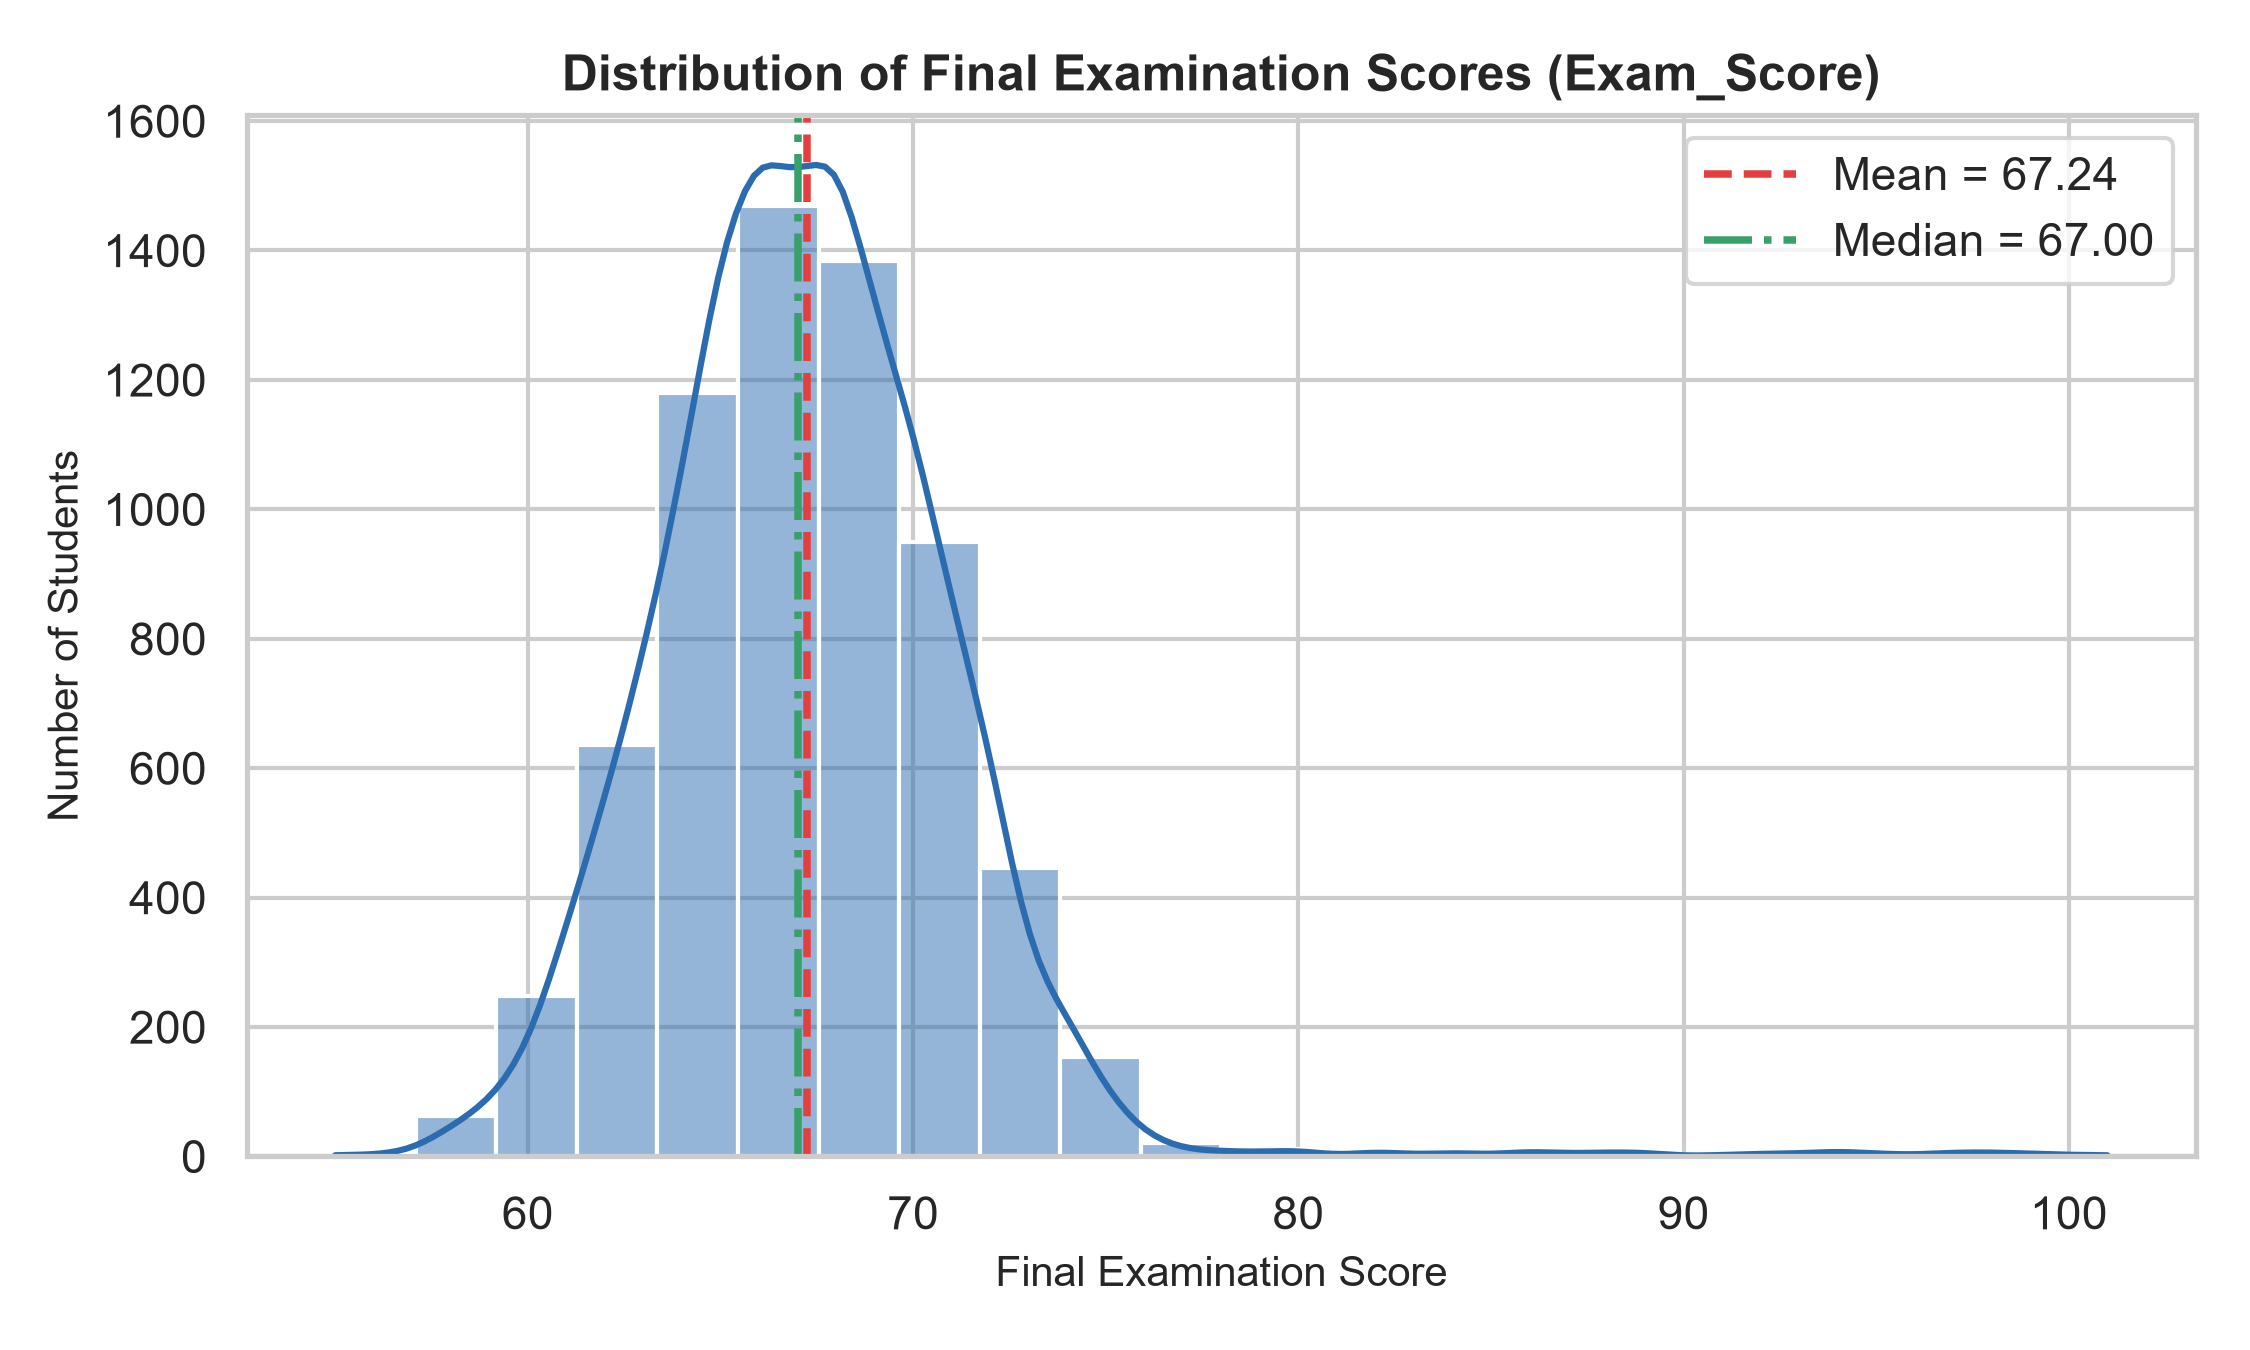 Distribution of Final Examination Scores (Exam_Score)
1600
1400
1200
1000
800
600
400
200
0
Number of Students
Mean = 67.24
Median = 67.00
60 70 80 90 100
Final Examination Score